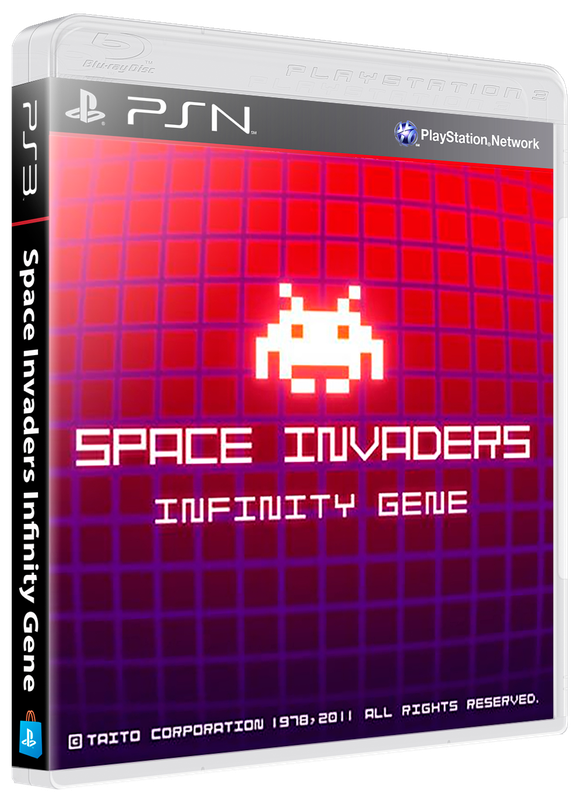 Blu-ray Disc
PLAYSTATION 3
PS3
Space Invaders Infinity Gene
PSN™
PlayStation®Network
SPACE INVADERS
INFINITY GENE
© TAITO CORPORATION 1978,2011 ALL RIGHTS RESERVED.